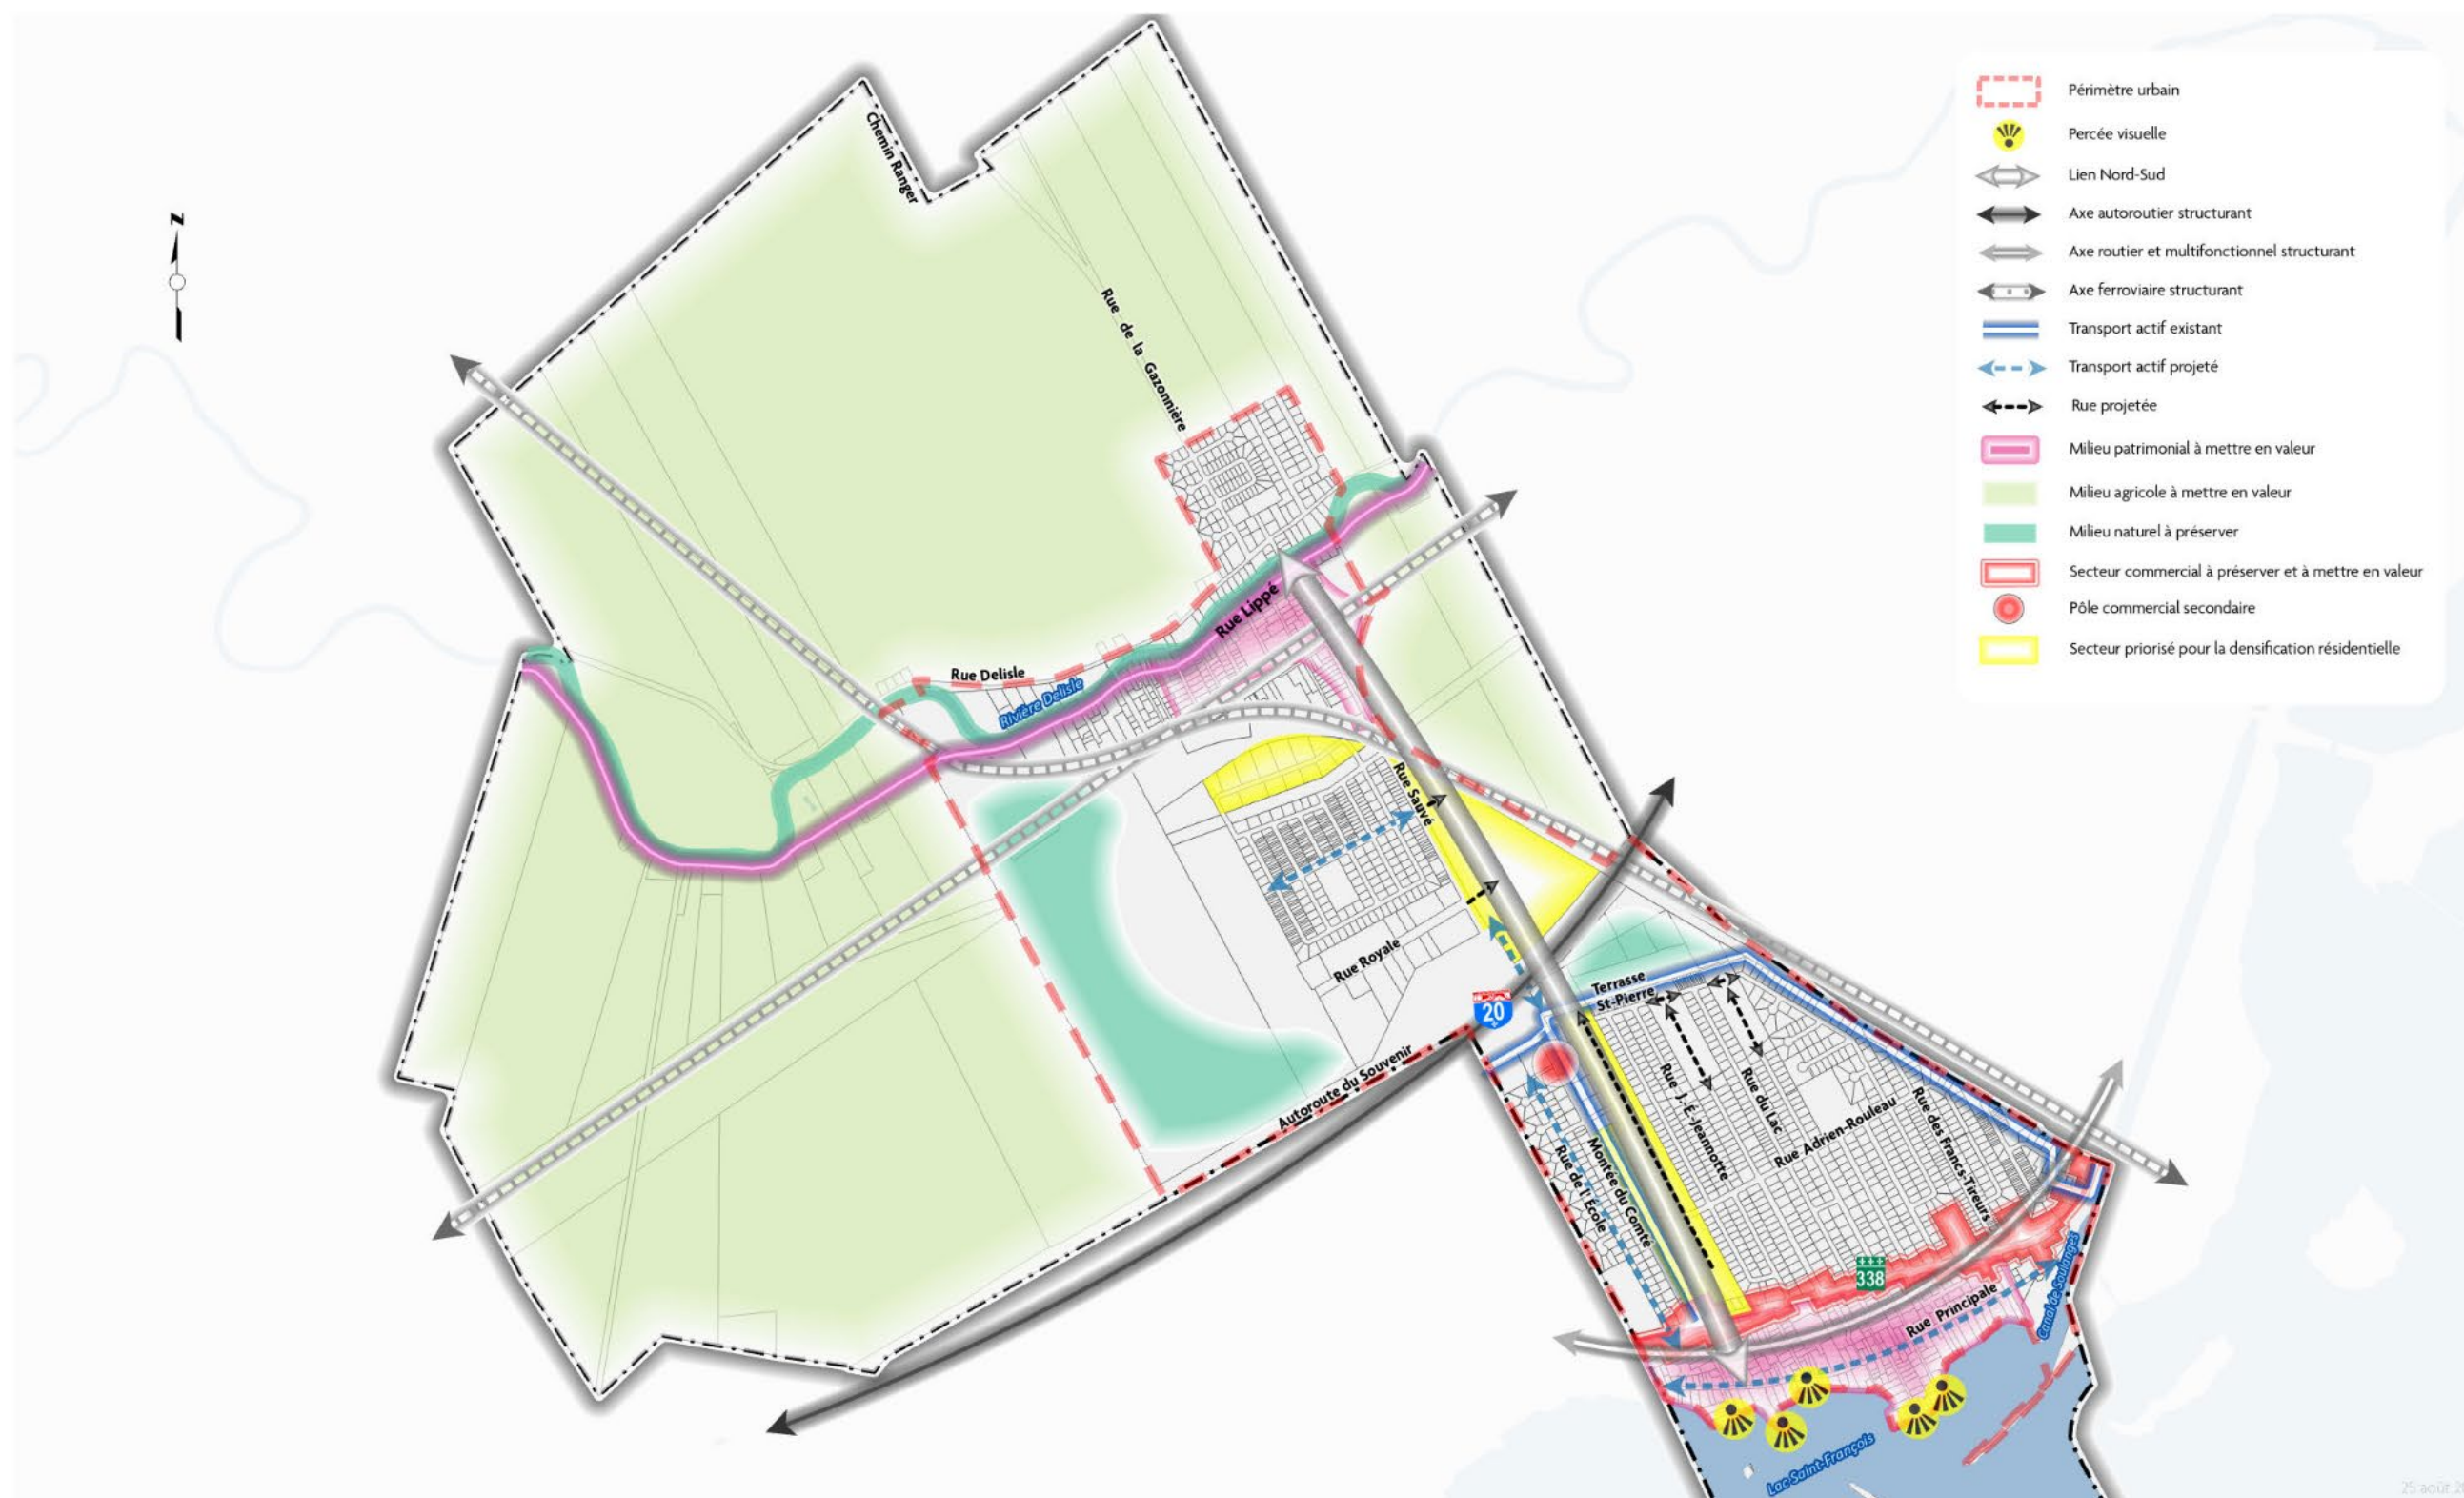 Périmètre urbain
Percée visuelle
Lien Nord-Sud
Axe autoroutier structurant
Axe routier et multifonctionnel structurant
Axe ferroviaire structurant
Transport actif existant
Transport actif projeté
Rue projetée
Milieu patrimonial à mettre en valeur
Milieu agricole à mettre en valeur
Milieu naturel à préserver
Secteur commercial à préserver et à mettre en valeur
Pôle commercial secondaire
Secteur priorisé pour la densification résidentielle
N
Chemin Ranger
Rue de la Gazonnière
Rue Lippé
Rue Delisle
Rivière Delisle
Rue Sauvé
Rue Royale
20
Terrasse
St-Pierre
Autoroute du Souvenir
Rue J.-É.-Jeannotte
Rue du Lac
Rue Adrien-Rouleau
Rue des Francs-Tireurs
Rue de l'École
Montée du Comté
338
Rue Principale
Canal de Soulanges
Lac Saint-François
25 août